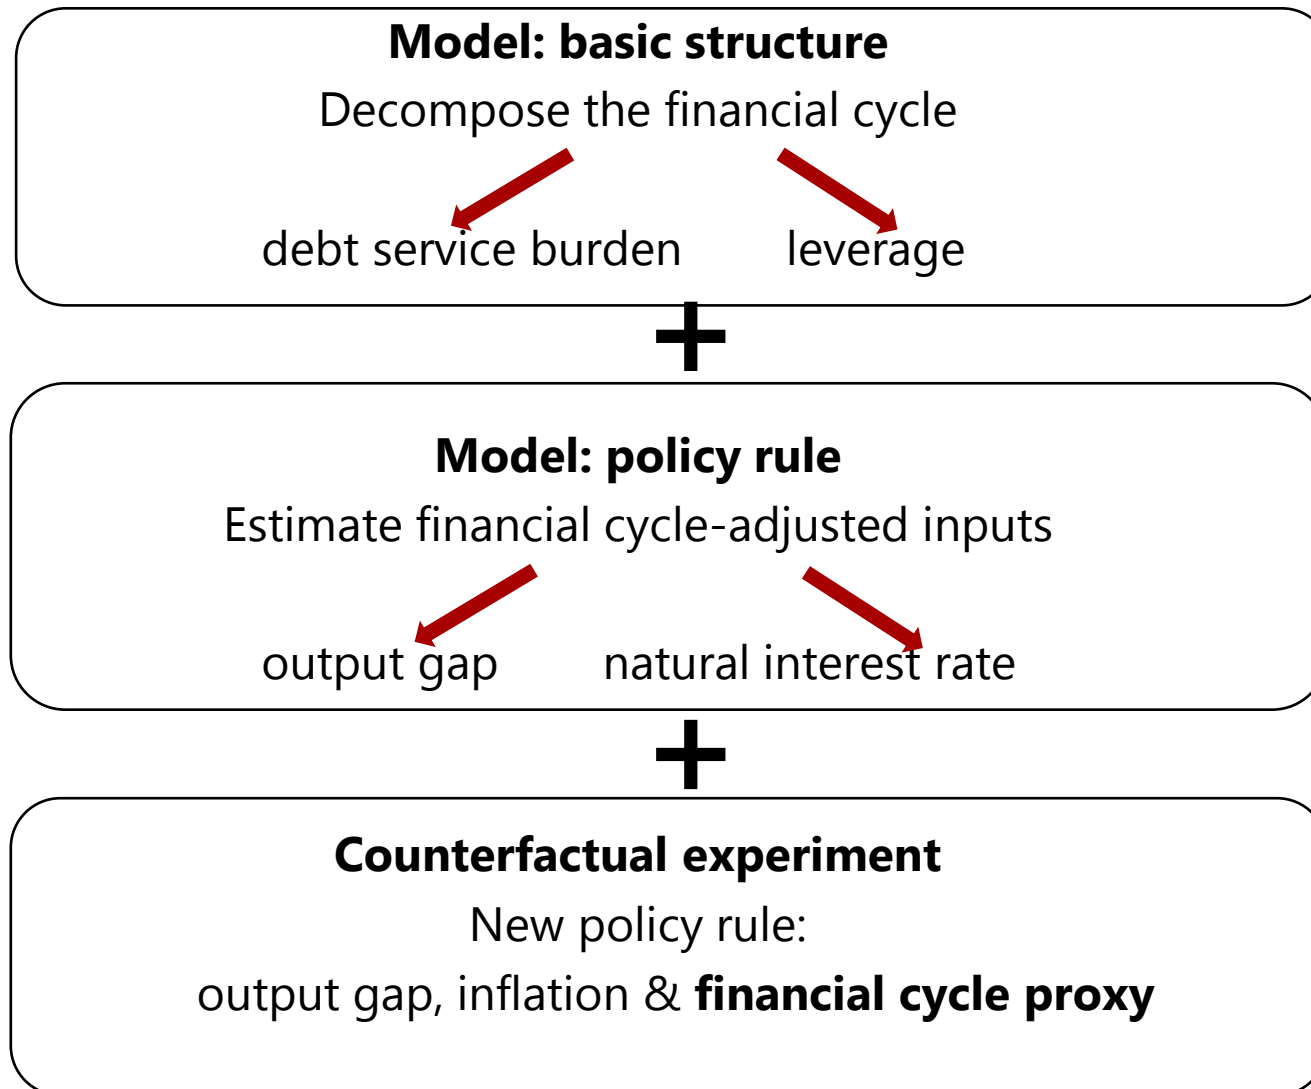 Model: basic structure
Decompose the financial cycle
debt service burden leverage
+
Model: policy rule
Estimate financial cycle-adjusted inputs
output gap natural interest rate
+
Counterfactual experiment
New policy rule:
output gap, inflation & financial cycle proxy